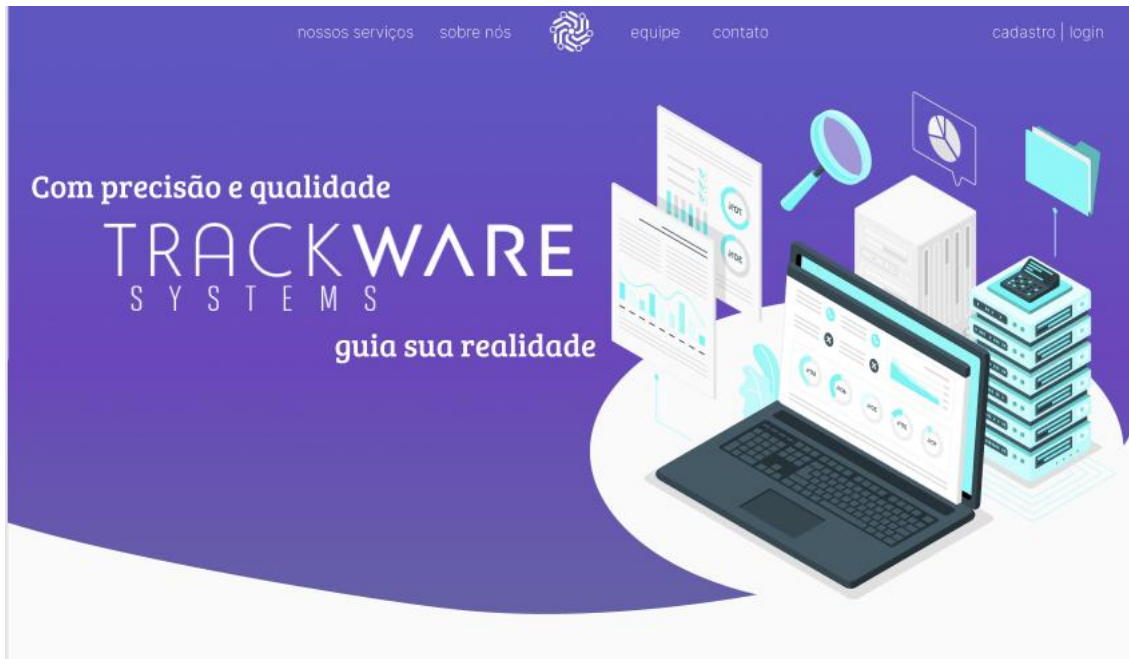 nossos serviços sobre nós equipe contato cadastro | login
Com precisão e qualidade
TRACKWARE
SYSTEMS
guia sua realidade